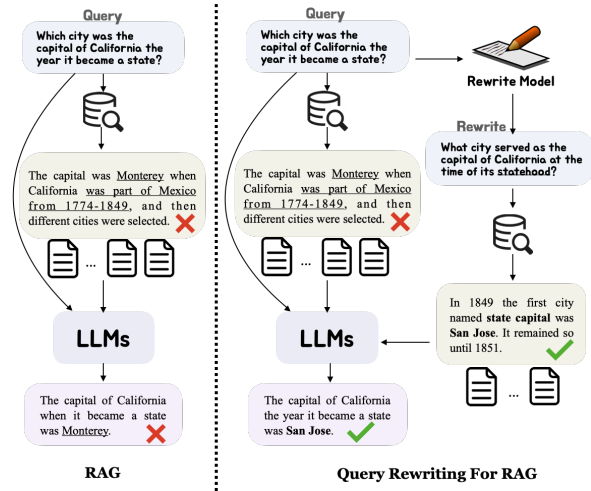 Query
Which city was the
capital of California the
year it became a state?
The capital was Monterey when
California was part of Mexico
from 1774-1849, and then
different cities were selected.
...
LLMs
The capital of California
when it became a state
was Monterey.
RAG
Query
Which city was the
capital of California the
year it became a state?
Rewrite Model
Rewrite
What city served as the
capital of California at the
time of its statehood?
The capital was Monterey when
California was part of Mexico
from 1774-1849, and then
different cities were selected.
...
In 1849 the first city
named state capital was
San Jose. It remained so
until 1851.
...
LLMs
The capital of California
the year it became a state
was San Jose.
Query Rewriting For RAG